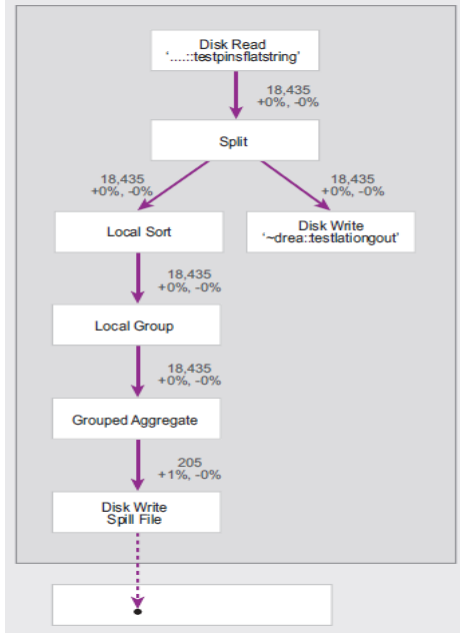 Disk Read
‘....::testpinsflatstring’
18,435
+0%, -0%
Split
18,435
+0%, -0%
18,435
+0%, -0%
Local Sort
Disk Write
‘~drea::testlationgout’
18,435
+0%, -0%
Local Group
18,435
+0%, -0%
Grouped Aggregate
205
+1%, -0%
Disk Write
Spill File